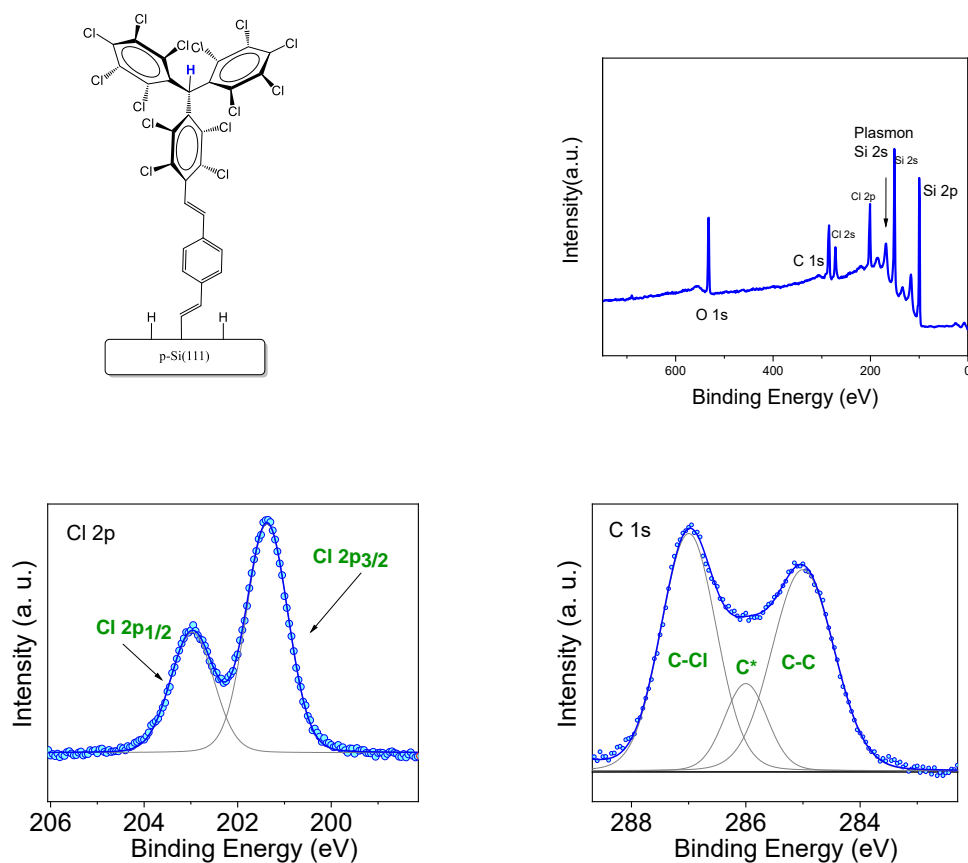 Cl Cl Cl
Cl Cl Cl Cl
Cl H Cl
Cl Cl Cl
Cl Cl
Cl Cl
H H
p-Si(111)
Intensity(a.u.)
Plasmon
Si 2s
Si 2s
Cl 2p
Si 2p
C 1s
Cl 2s
O 1s
600 400 200 0
Binding Energy (eV)
Cl 2p
Cl 2p3/2
Cl 2p1/2
Intensity (a. u.)
206 204 202 200
Binding Energy (eV)
C 1s
C-Cl
C*
C-C
Intensity (a. u.)
288 286 284
Binding Energy (eV)